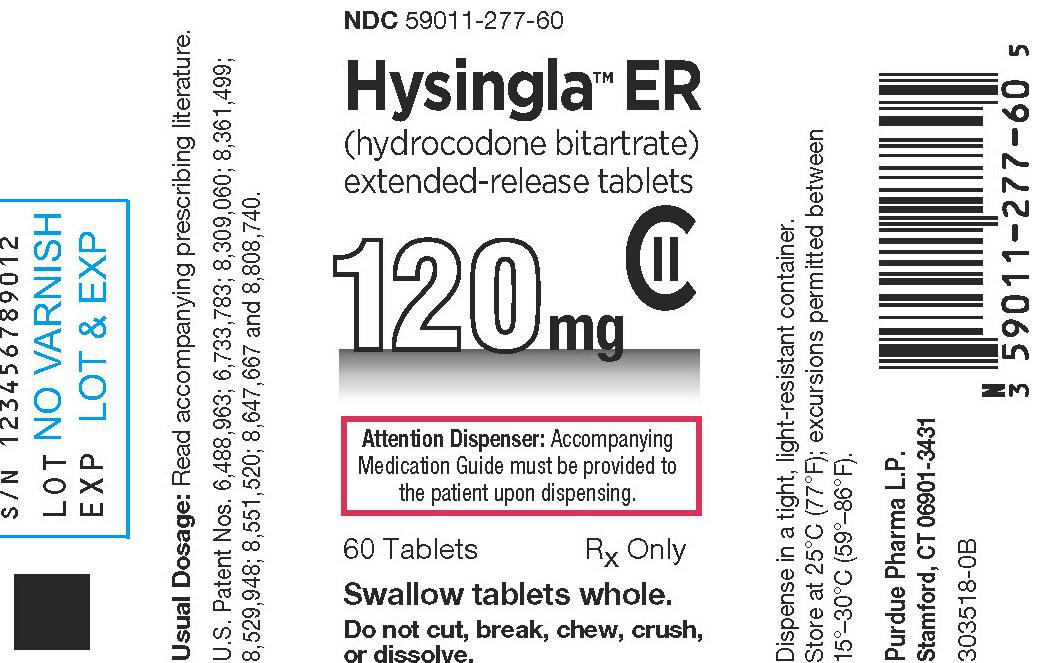 S/N 123456789012
LOT NO VARNISH
EXP LOT & EXP
Usual Dosage: Read accompanying prescribing literature.
U.S. Patent Nos. 6,488,963; 6,733,783; 8,309,060; 8,361,499;
8,529,948; 8,551,520; 8,647,667 and 8,808,740.
NDC 59011-277-60
Hysingla™ ER
(hydrocodone bitartrate)
extended-release tablets
120 mg
CII
Attention Dispenser: Accompanying
Medication Guide must be provided to
the patient upon dispensing.
60 Tablets Rx Only
Swallow tablets whole.
Do not cut, break, chew, crush,
or dissolve.
Dispense in a tight, light-resistant container.
Store at 25°C (77°F); excursions permitted between
15°–30°C (59°–86°F).
Purdue Pharma L.P.
Stamford, CT 06901-3431
303518-0B
N
3 59011-277-60 5